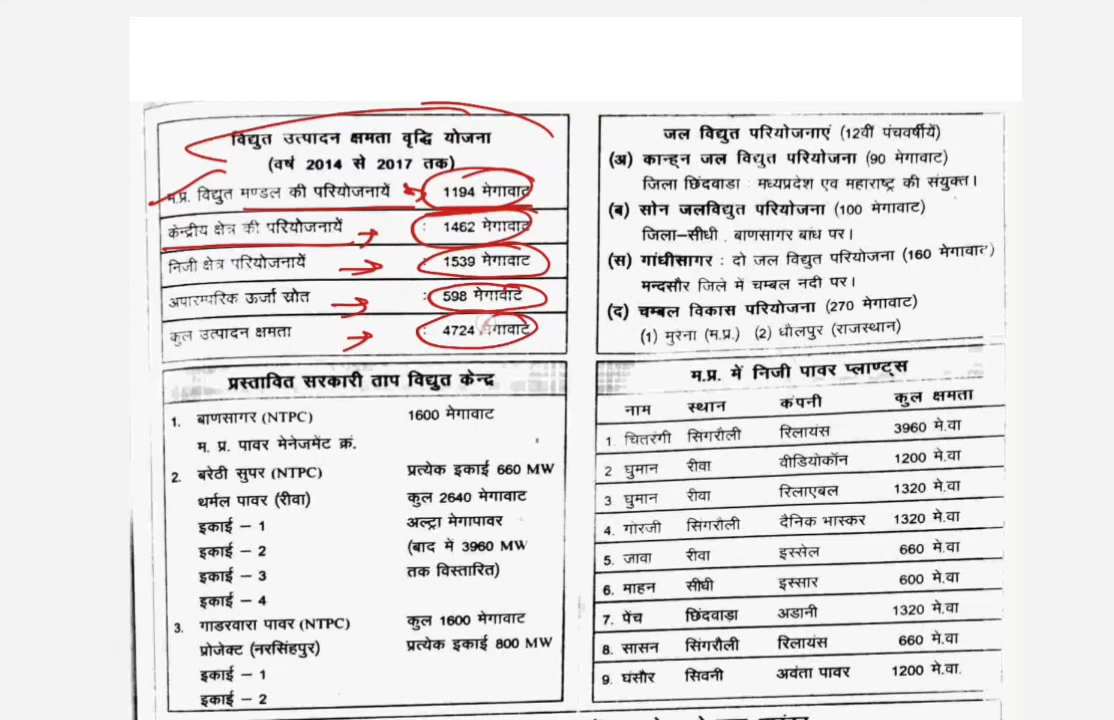 विद्युत उत्पादन क्षमता वृद्धि योजना
(वर्ष 2014 से 2017 तक)
म.प्र. विद्युत मण्डल की परियोजनायें : 1194 मेगावाट
केन्द्रीय क्षेत्र की परियोजनायें : 1462 मेगावाट
निजी क्षेत्र परियोजनायें : 1539 मेगावाट
अपारम्परिक ऊर्जा स्रोत : 598 मेगावाट
कुल उत्पादन क्षमता : 4724 मेगावाट
प्रस्तावित सरकारी ताप विद्युत केन्द्र
1. बाणसागर (NTPC) 1600 मेगावाट
म. प्र. पावर मेनेजमेंट क्रं.
2. बरेठी सुपर (NTPC) प्रत्येक इकाई 660 MW
थर्मल पावर (रीवा) कुल 2640 मेगावाट
इकाई – 1 अल्ट्रा मेगापावर
इकाई – 2 (बाद में 3960 MW
इकाई – 3 तक विस्तारित)
इकाई – 4
3. गाडरवारा पावर (NTPC) कुल 1600 मेगावाट
प्रोजेक्ट (नरसिंहपुर) प्रत्येक इकाई 800 MW
इकाई – 1
इकाई – 2
जल विद्युत परियोजनाएं (12वीं पंचवर्षीयें)
(अ) कान्हन जल विद्युत परियोजना (90 मेगावाट)
जिला छिंदवाडा : मध्यप्रदेश एव महाराष्ट्र की संयुक्त।
(ब) सोन जलविद्युत परियोजना (100 मेगावाट)
जिला–सीधी, बाणसागर बांध पर।
(स) गांधीसागर : दो जल विद्युत परियोजना (160 मेगावाट)
मन्दसौर जिले में चम्बल नदी पर।
(द) चम्बल विकास परियोजना (270 मेगावाट)
(1) मुरना (म.प्र.) (2) धौलपुर (राजस्थान)
म.प्र. में निजी पावर प्लाण्ट्स
नाम स्थान कंपनी कुल क्षमता
1 चितरंगी सिंगरौली रिलायंस 3960 मे.वा
2 घुमान रीवा वीडियोकॉन 1200 मे.वा
3 घुमान रीवा रिलाएबल 1320 मे.वा
4. गोरजी सिंगरौली दैनिक भास्कर 1320 मे.वा
5. जावा रीवा इस्सेल 660 मे.वा
6. माहन सीधी इस्सार 600 मे.वा
7. पेंच छिंदवाड़ा अडानी 1320 मे.वा
8. सासन सिंगरौली रिलायंस 660 मे.वा
9. घंसौर सिवनी अवंता पावर 1200 मे.वा.